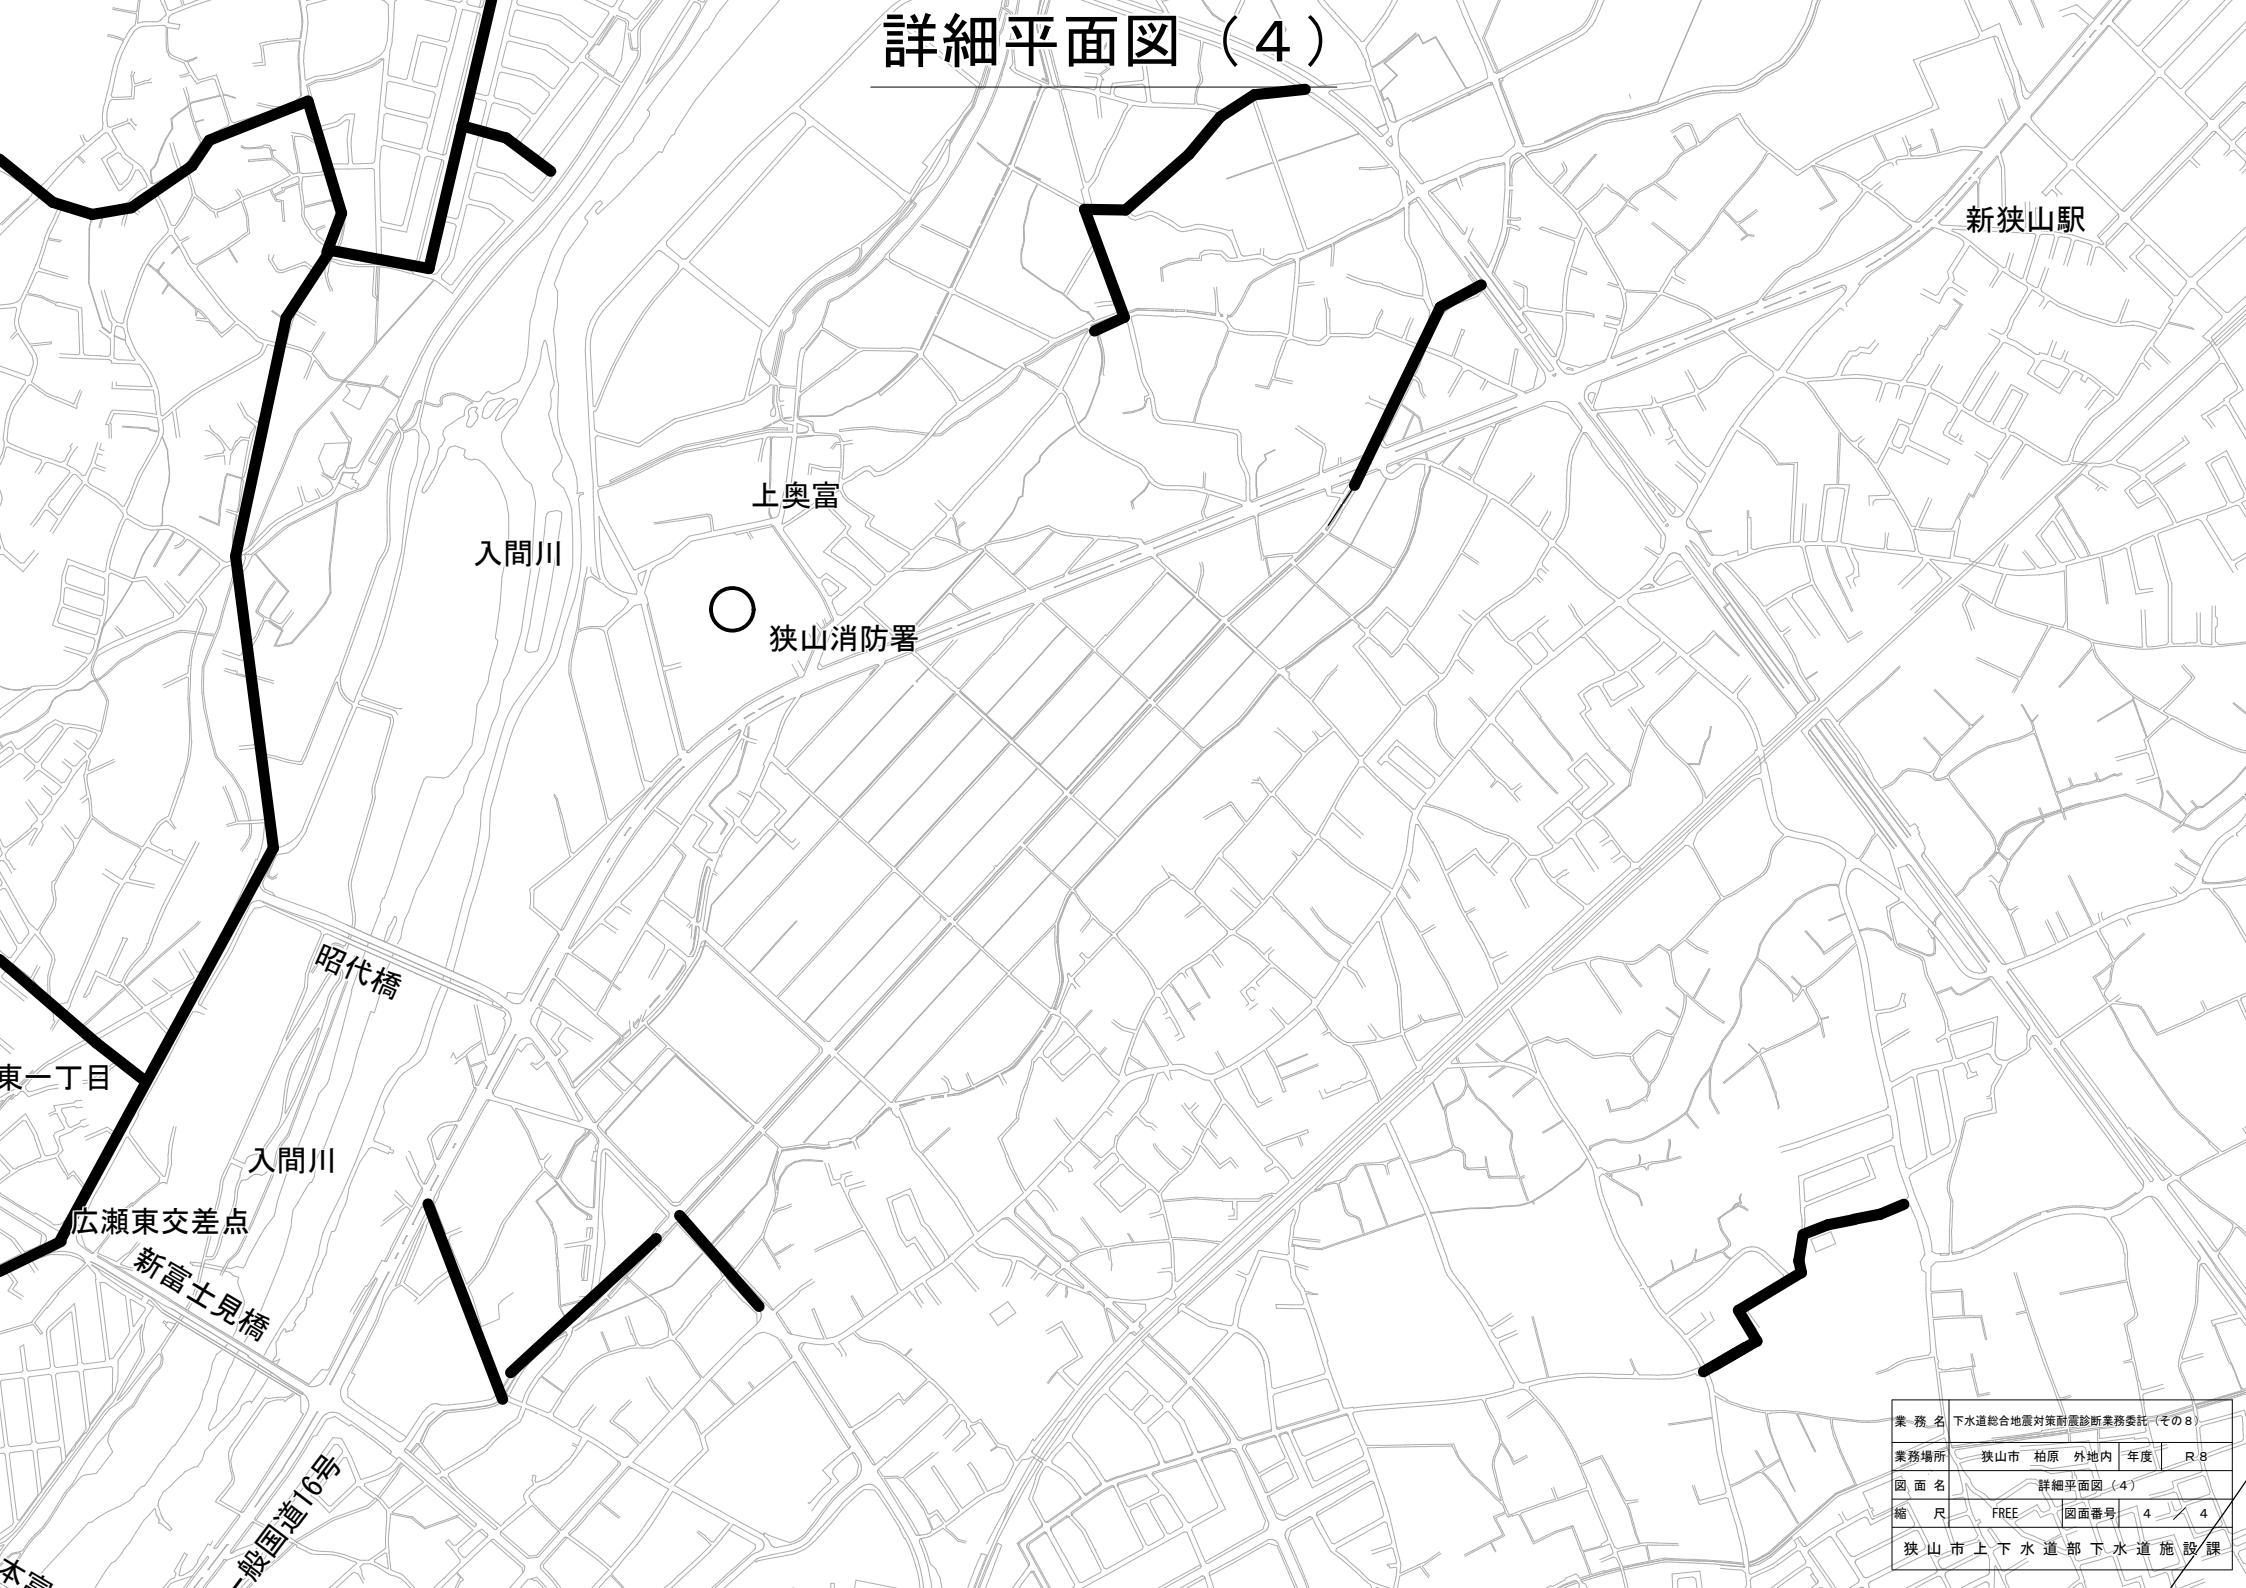 詳細平面図（４）
新狭山駅
上奥富
入間川
狭山消防署
昭代橋
東一丁目
入間川
広瀬東交差点
新富士見橋
一般国道16号
本富
業務名 下水道総合地震対策耐震診断業務委託（その８）
業務場所 狭山市　柏原　外地内 年度 Ｒ８
図面名 詳細平面図（４）
縮尺 FREE 図面番号 ４ ／ ４
狭山市上下水道部下水道施設課